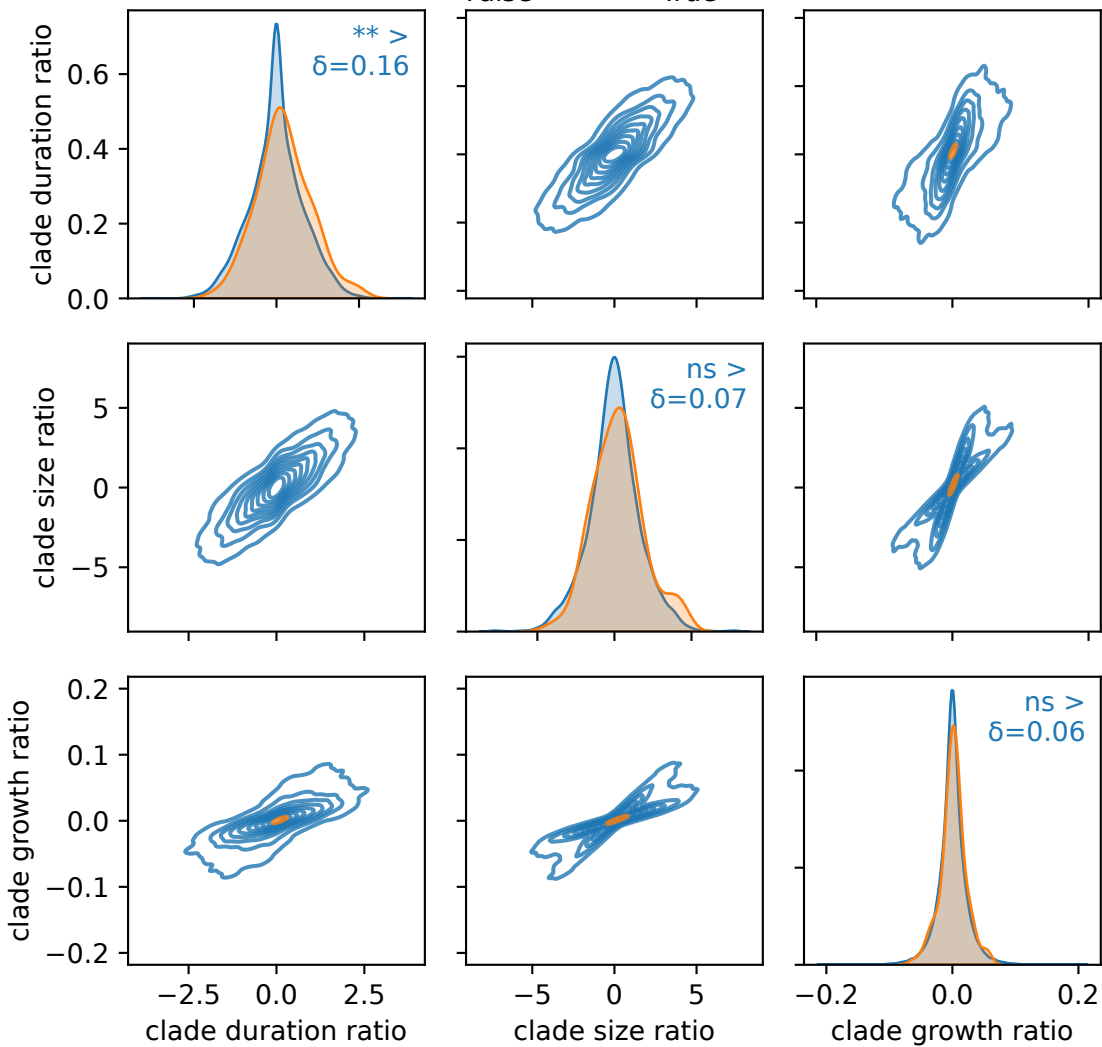 clade duration ratio
0.6
0.4
0.2
0.0
** >
δ=0.16
clade size ratio
5
0
−5
ns >
δ=0.07
clade growth ratio
0.2
0.1
0.0
−0.1
−0.2
ns >
δ=0.06
−2.5
0.0
2.5
−5
0
5
−0.2
0.0
0.2
clade duration ratio
clade size ratio
clade growth ratio